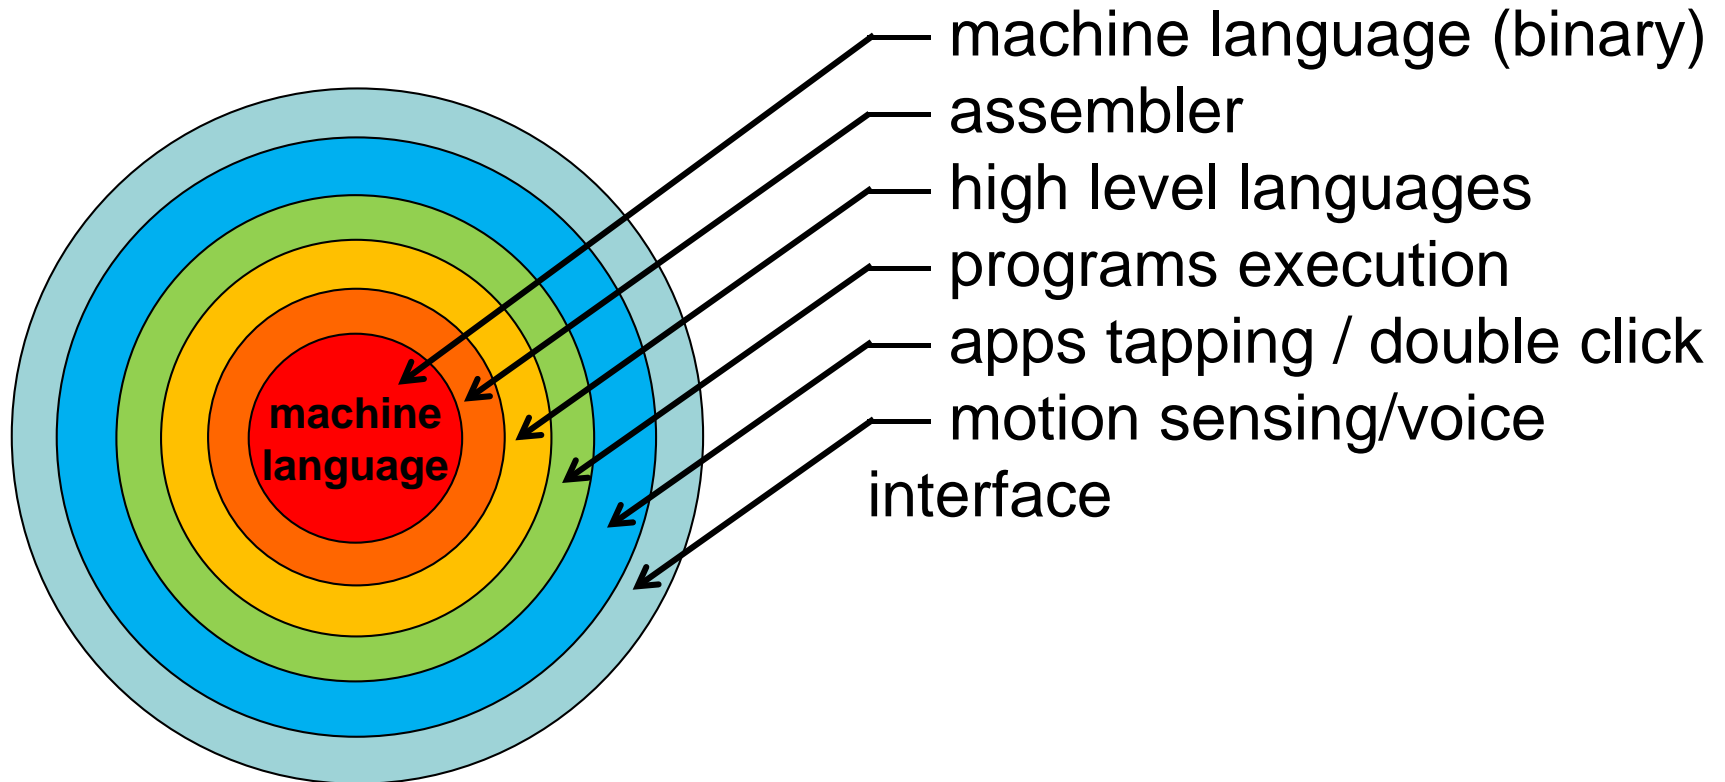 machine language (binary)
assembler
high level languages
programs execution
apps tapping / double click
motion sensing/voice
interface
machine
language